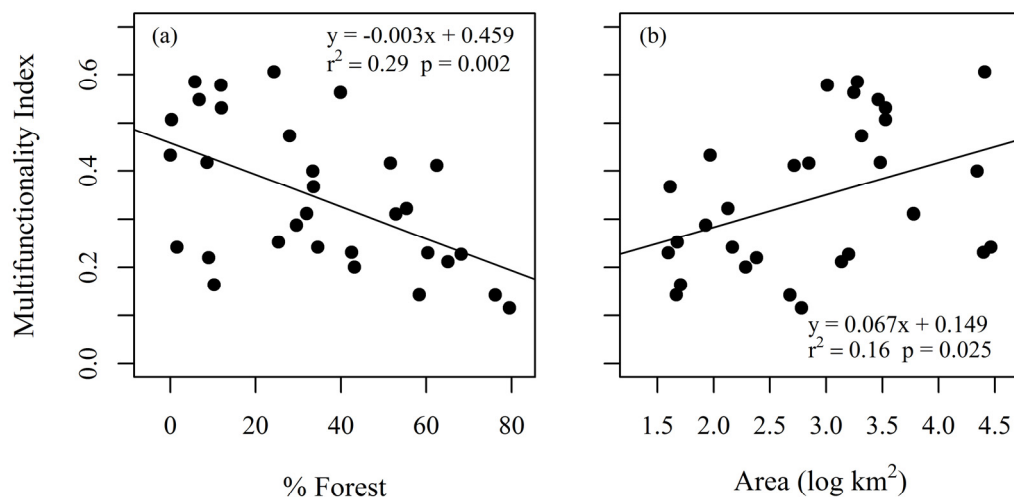 (a)
y = -0.003x + 0.459
r² = 0.29 p = 0.002
(b)
y = 0.067x + 0.149
r² = 0.16 p = 0.025
Multifunctionality Index
0.0 0.2 0.4 0.6
0 20 40 60 80
% Forest
1.5 2.0 2.5 3.0 3.5 4.0 4.5
Area (log km²)